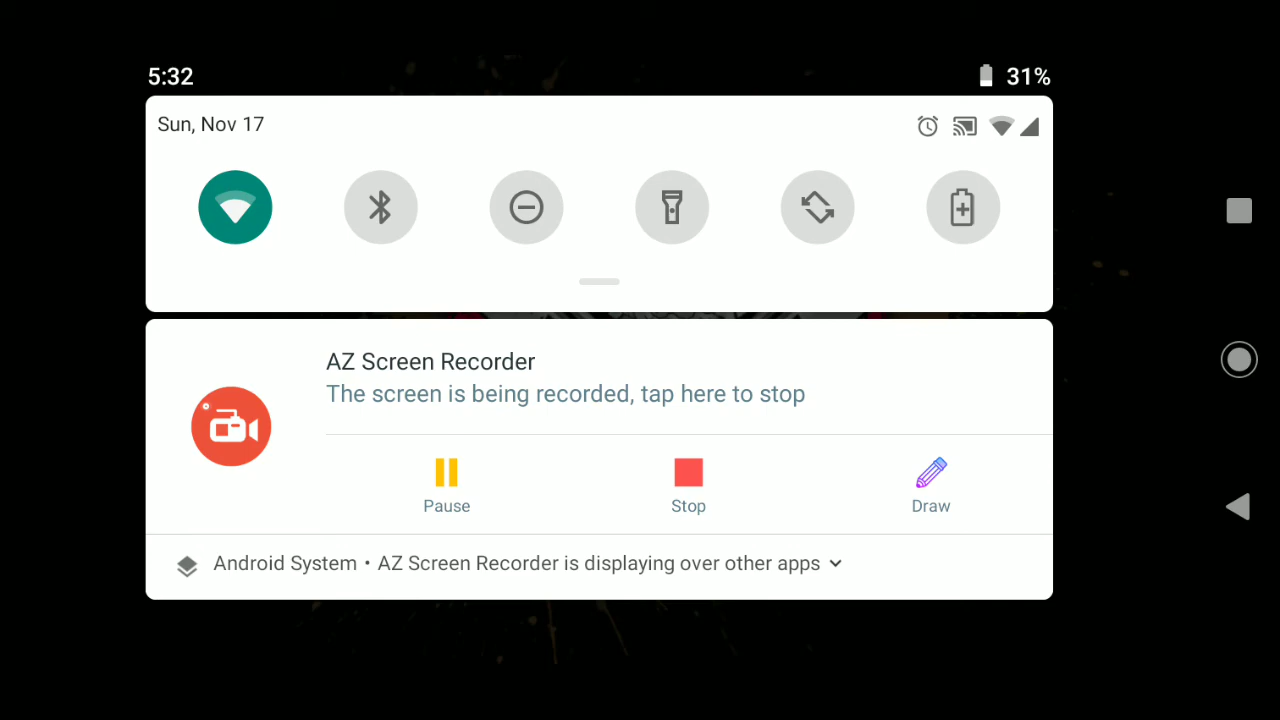 5:32
31%
Sun, Nov 17
AZ Screen Recorder
The screen is being recorded, tap here to stop
Pause
Stop
Draw
Android System • AZ Screen Recorder is displaying over other apps